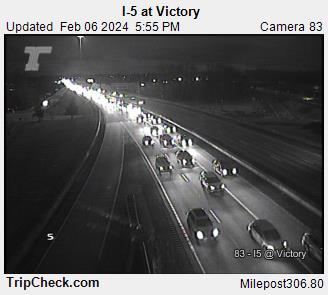 I-5 at Victory
Updated Feb 06 2024 5:55 PM Camera 83
T
S
83 - I5 @ Victory
TripCheck.com Milepost306.80